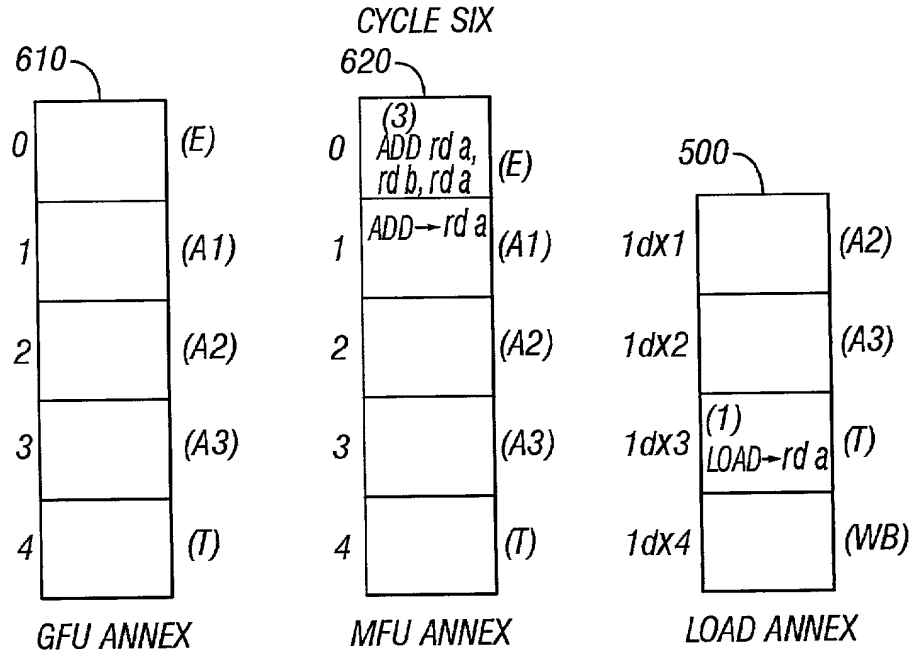 CYCLE SIX
610
0 (E)
1 (A1)
2 (A2)
3 (A3)
4 (T)
GFU ANNEX
620
0 (3)
ADD rd a,
rd b, rd a (E)
1 ADD→rd a (A1)
2 (A2)
3 (A3)
4 (T)
MFU ANNEX
500
1dx1 (A2)
1dx2 (A3)
1dx3 (1)
LOAD→rd a (T)
1dx4 (WB)
LOAD ANNEX